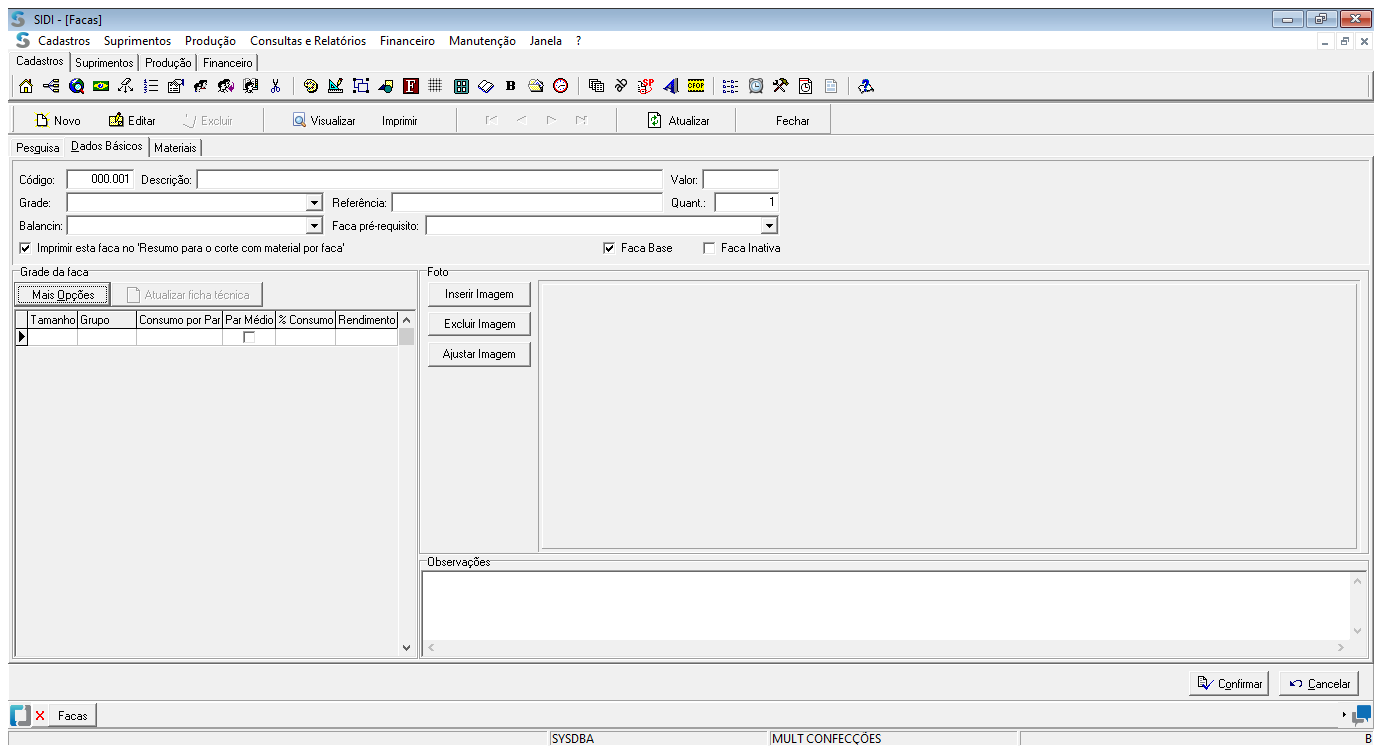 SIDI - [Facas]
Cadastros Suprimentos Produção Consultas e Relatórios Financeiro Manutenção Janela ?
Cadastros Suprimentos Produção Financeiro
F B SP CFOP
Novo Editar Excluir Visualizar Imprimir Atualizar Fechar
Pesquisa Dados Básicos Materiais
Código: 000.001 Descrição: Valor:
Grade: Referência: Quant.: 1
Balancin: Faca pré-requisito:
Imprimir esta faca no 'Resumo para o corte com material por faca' Faca Base Faca Inativa
Grade da faca
Mais Opções Atualizar ficha técnica
Tamanho Grupo Consumo por Par Par Médio % Consumo Rendimento
Foto
Inserir Imagem
Excluir Imagem
Ajustar Imagem
Observações
Confirmar Cancelar
Facas
SYSDBA MULT CONFECÇÕES B